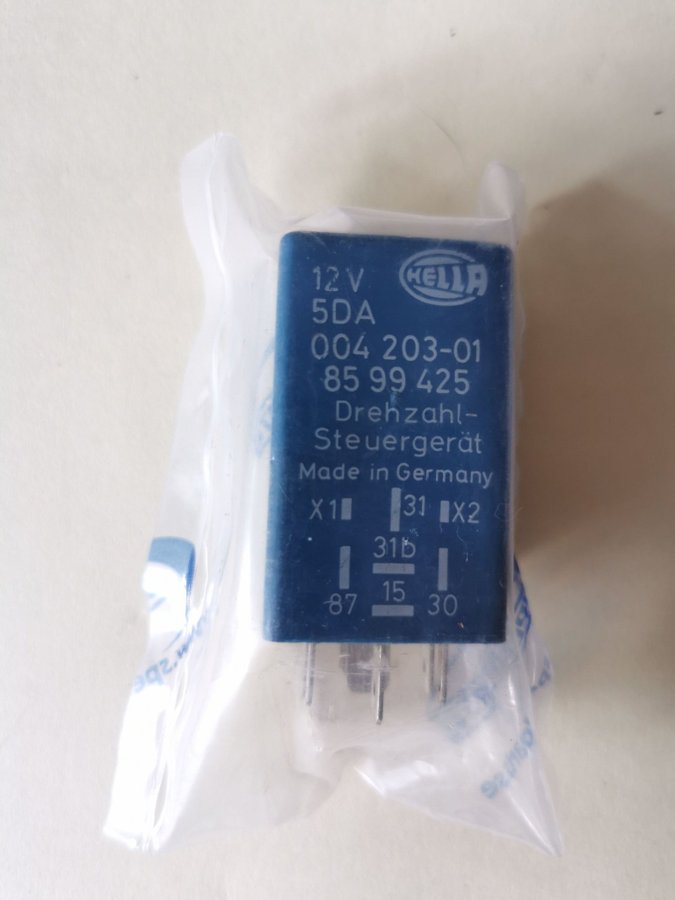 12 V HELLA
5DA
004 203-01
85 99 425
Drehzahl-
Steuergerät
Made in Germany
X1 31 X2
31b
87 15 30